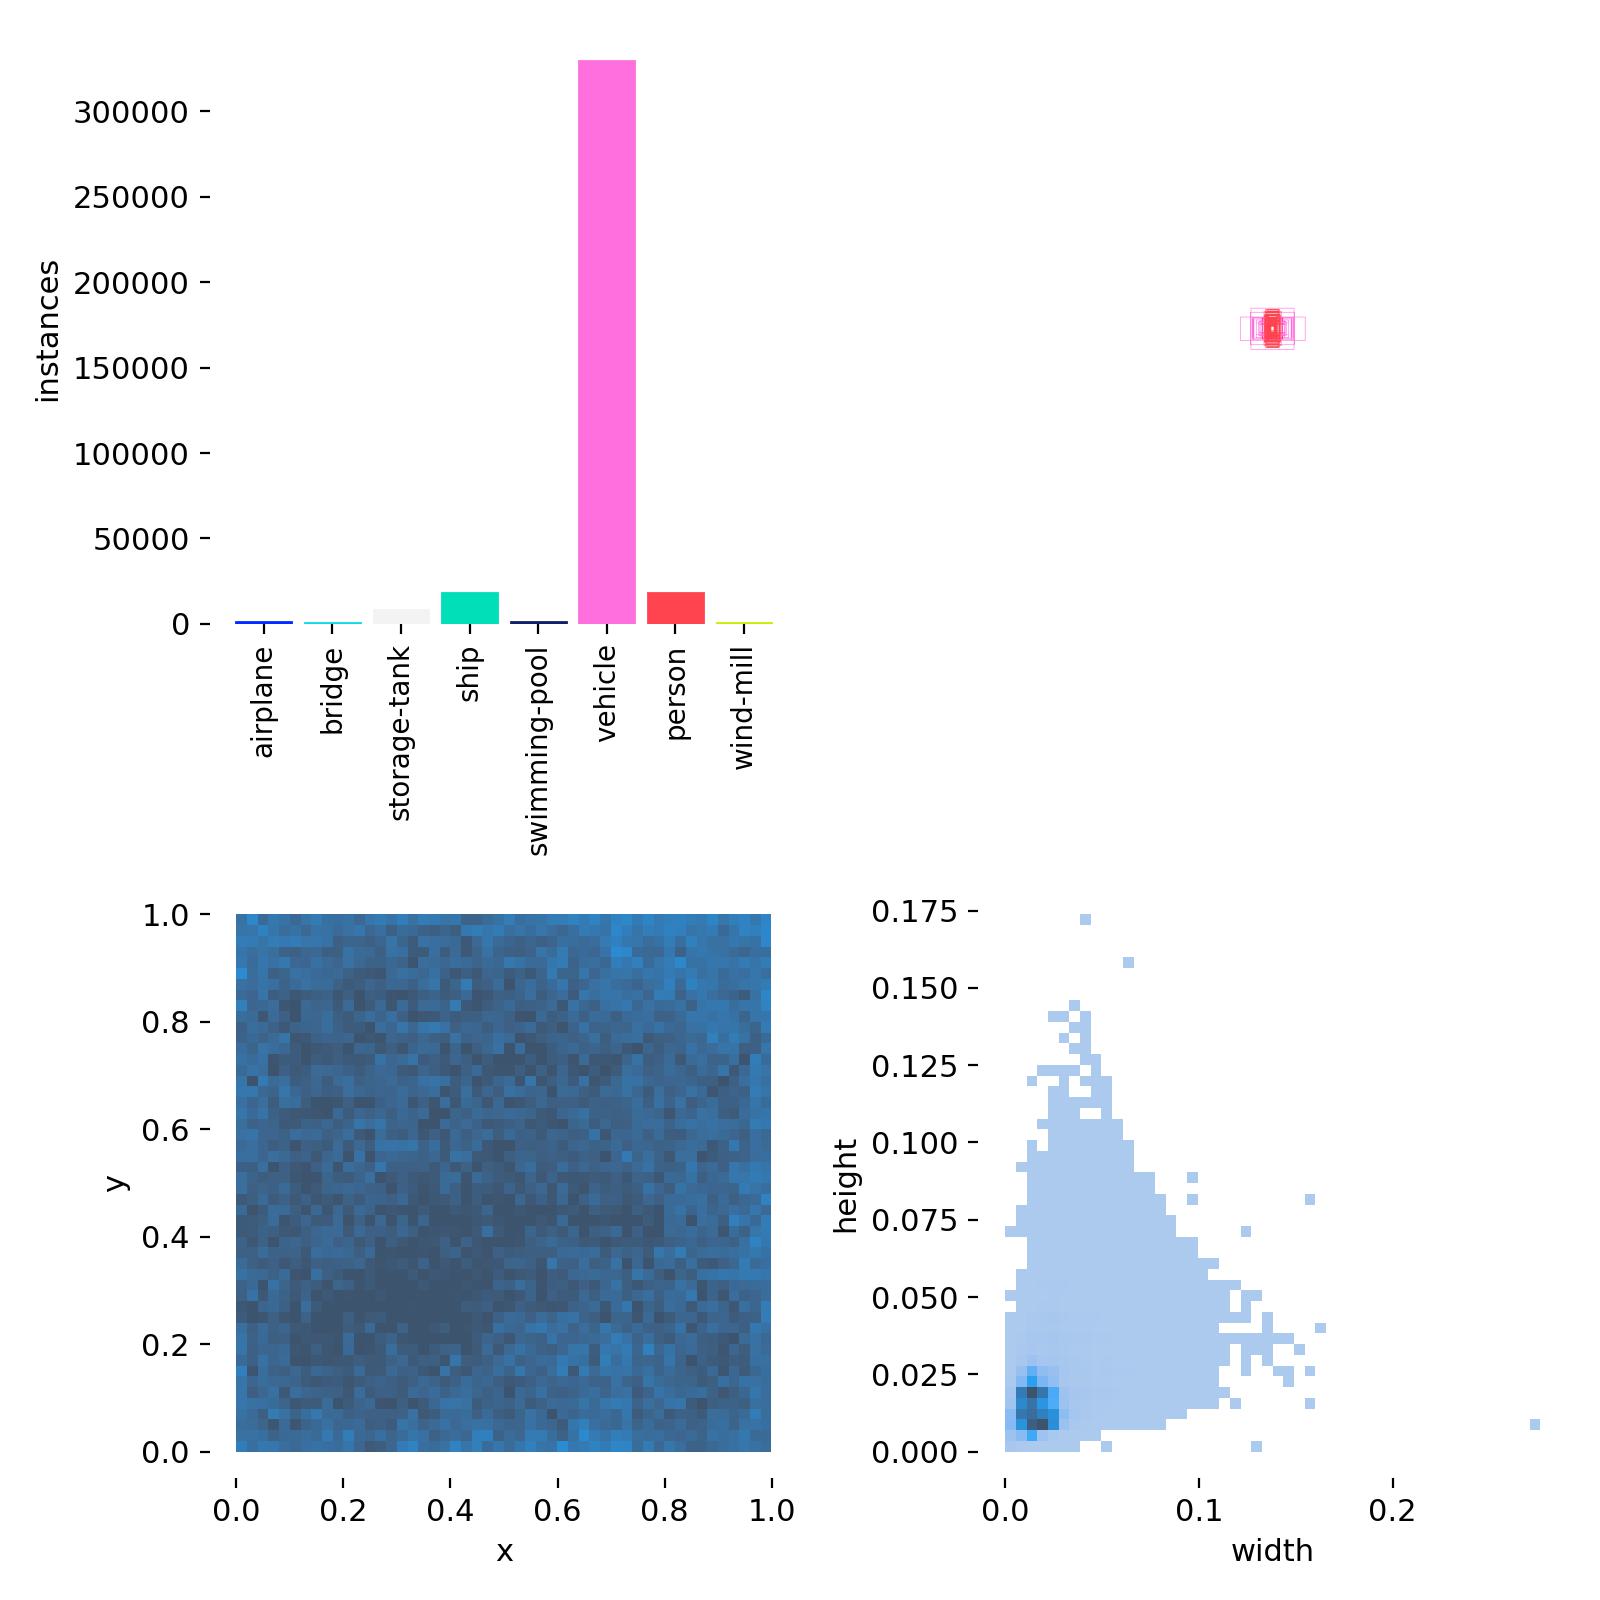 300000
250000
200000
150000
100000
50000
0
instances
airplane
bridge
storage-tank
ship
swimming-pool
vehicle
person
wind-mill
1.0
0.8
0.6
0.4
0.2
0.0
y
0.0 0.2 0.4 0.6 0.8 1.0
x
0.175
0.150
0.125
0.100
0.075
0.050
0.025
0.000
height
0.0 0.1 0.2
width